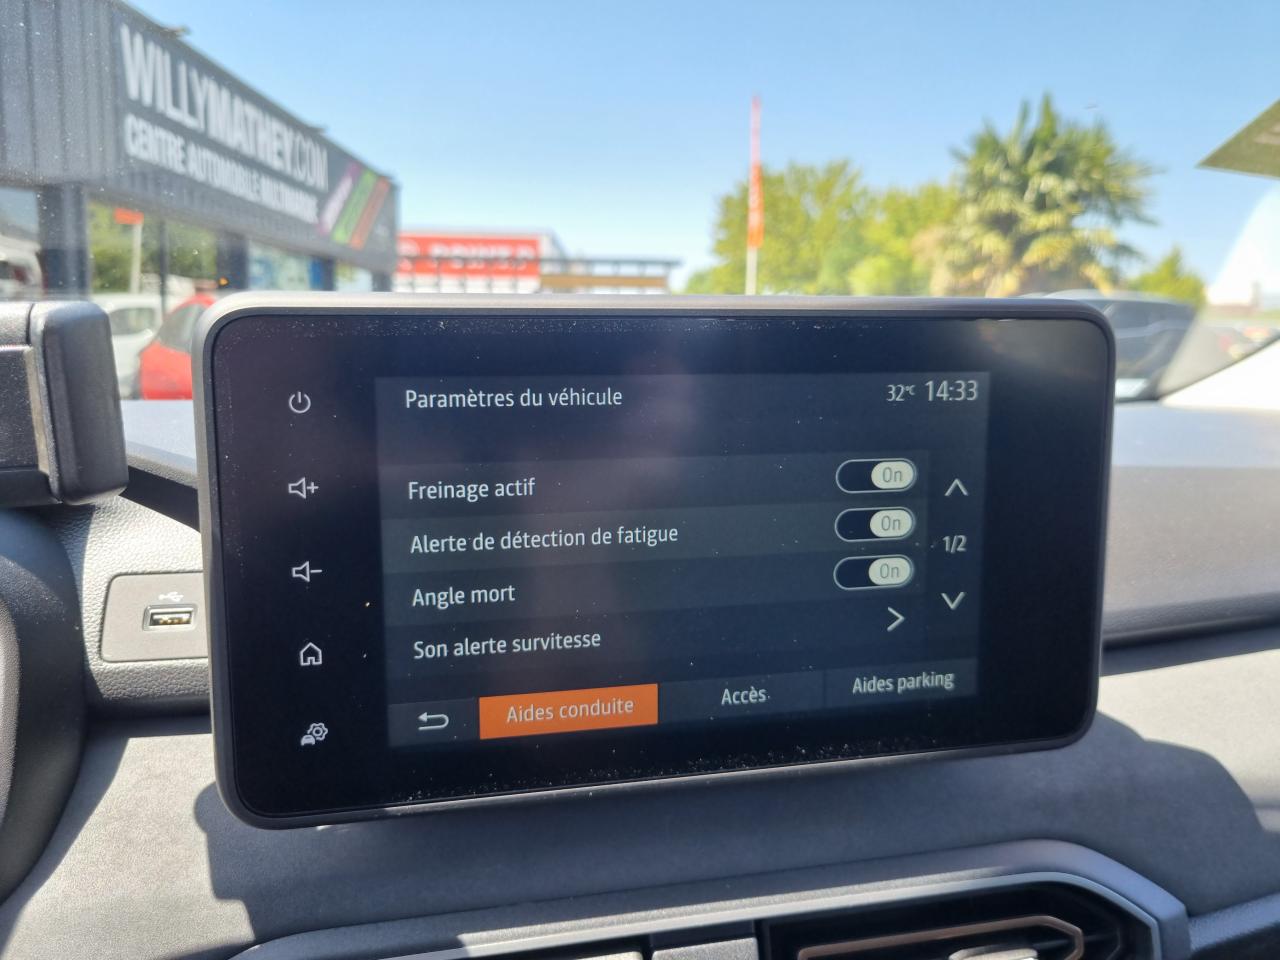 WILLYMATHEY.COM
CENTRE AUTOMOBILE MULTIMARQUE
Paramètres du véhicule
32°C 14:33
Freinage actif
On
Alerte de détection de fatigue
On
1/2
Angle mort
On
Son alerte survitesse
Aides conduite
Accès
Aides parking